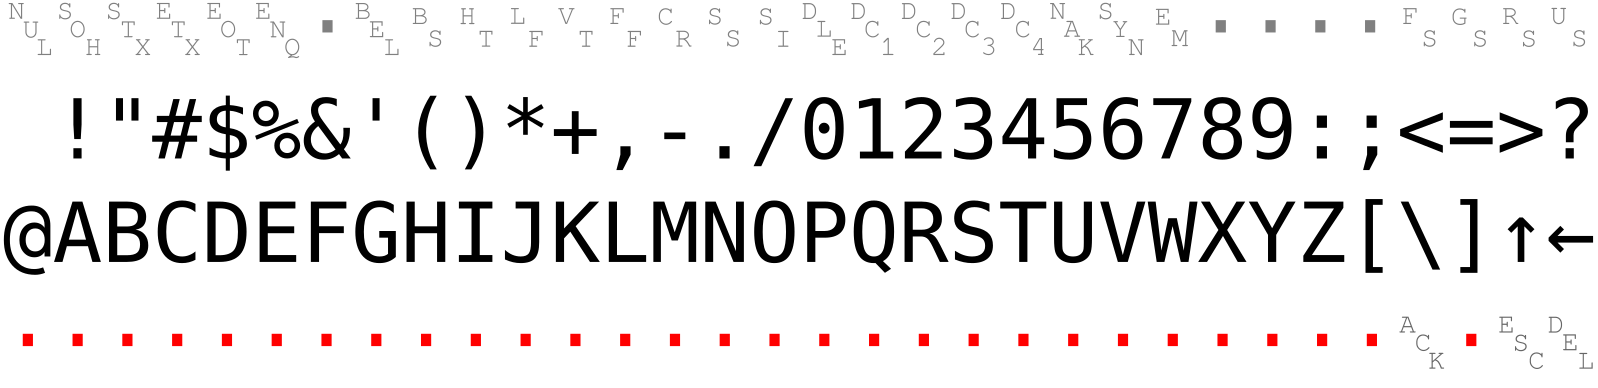 NUL SOH STX ETX EOT ENQ BEL BS HT LF VT FF CR SS SI DLE DC1 DC2 DC3 DC4 NAK SYN EM FS GS RS US
!"#$%&'()*+,-./0123456789:;<=>?
@ABCDEFGHIJKLMNOPQRSTUVWXYZ[\]↑←
ACK ESC DEL